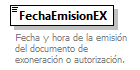 FechaEmisionEX
Fecha y hora de la emisión
del documento de
exoneración o autorización.